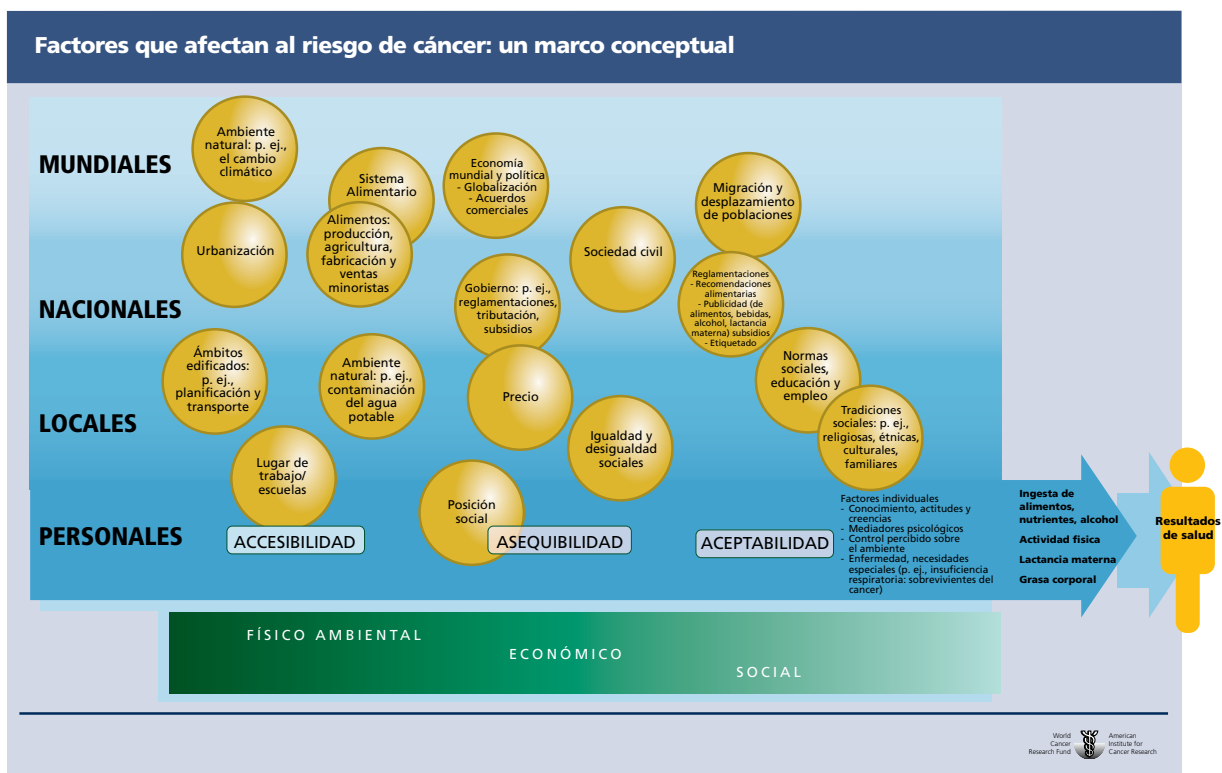 Factores que afectan al riesgo de cáncer: un marco conceptual
MUNDIALES
Ambiente
natural: p. ej.,
el cambio
climático
Sistema
Alimentario
Economía
mundial y política
- Globalización
- Acuerdos
comerciales
Migración y
desplazamiento
de poblaciones
Urbanización
Alimentos:
producción,
agricultura,
fabricación y
ventas
minoristas
Sociedad civil
NACIONALES
Gobierno: p. ej.,
reglamentaciones,
tributación,
subsidios
Reglamentaciones
- Recomendaciones
alimentarias
- Publicidad (de
alimentos, bebidas,
alcohol, lactancia
materna) subsidios
- Etiquetado
Ámbitos
edificados:
p. ej.,
planificación y
transporte
Ambiente
natural: p. ej.,
contaminación
del agua
potable
Precio
Normas
sociales,
educación y
empleo
LOCALES
Igualdad y
desigualdad
sociales
Tradiciones
sociales: p. ej.,
religiosas, étnicas,
culturales,
familiares
Lugar de
trabajo/
escuelas
Posición
social
PERSONALES
ACCESIBILIDAD
ASEQUIBILIDAD
ACEPTABILIDAD
Factores individuales
- Conocimiento, actitudes y
creencias
- Mediadores psicológicos
- Control percibido sobre
el ambiente
- Enfermedad, necesidades
especiales (p. ej., insuficiencia
respiratoria: sobrevivientes del
cancer)
Ingesta de
alimentos,
nutrientes, alcohol
Actividad fisica
Lactancia materna
Grasa corporal
Resultados
de salud
FÍSICO AMBIENTAL
ECONÓMICO
SOCIAL
World
Cancer
Research Fund
American
Institute for
Cancer Research